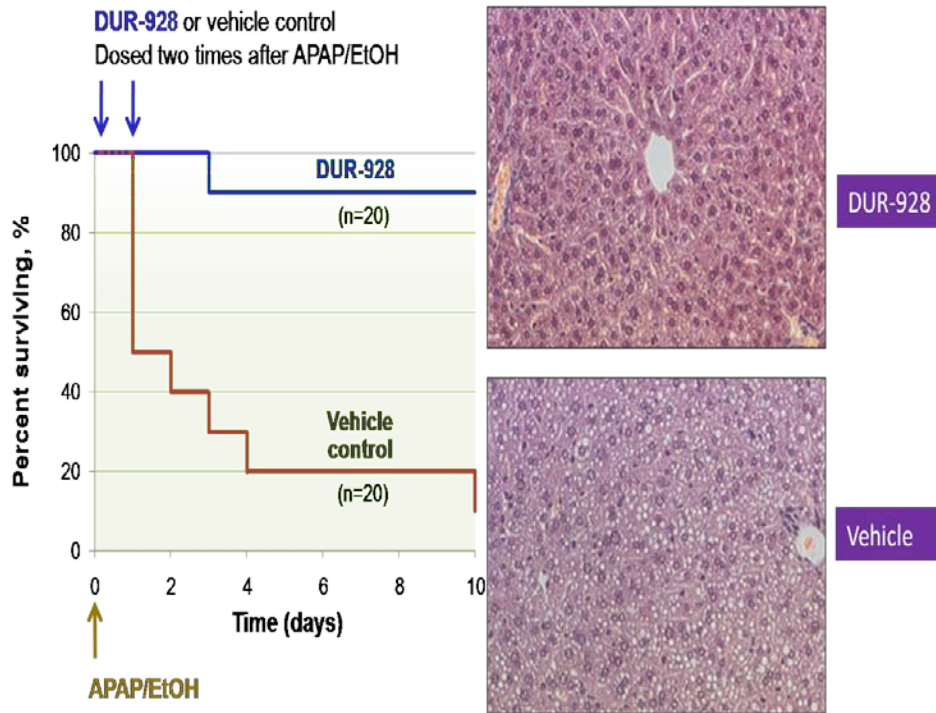 DUR-928 or vehicle control
Dosed two times after APAP/EtOH
Percent surviving, %
100
80
60
40
20
0
DUR-928
(n=20)
Vehicle
control
(n=20)
0 2 4 6 8 10
Time (days)
APAP/EtOH
DUR-928
Vehicle